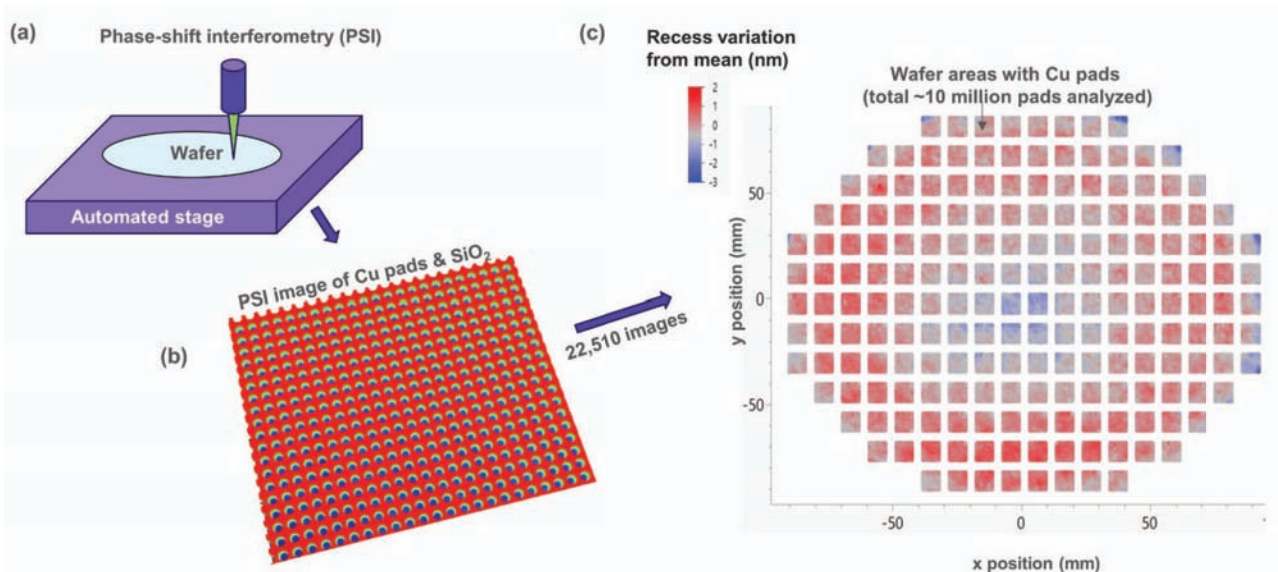 (a)
Phase-shift interferometry (PSI)
Wafer
Automated stage
PSI image of Cu pads & SiO₂
(b)
22,510 images
(c)
Recess variation
from mean (nm)
2
1
0
-1
-2
-3
Wafer areas with Cu pads
(total ~10 million pads analyzed)
y position (mm)
50
0
-50
-50
0
50
x position (mm)